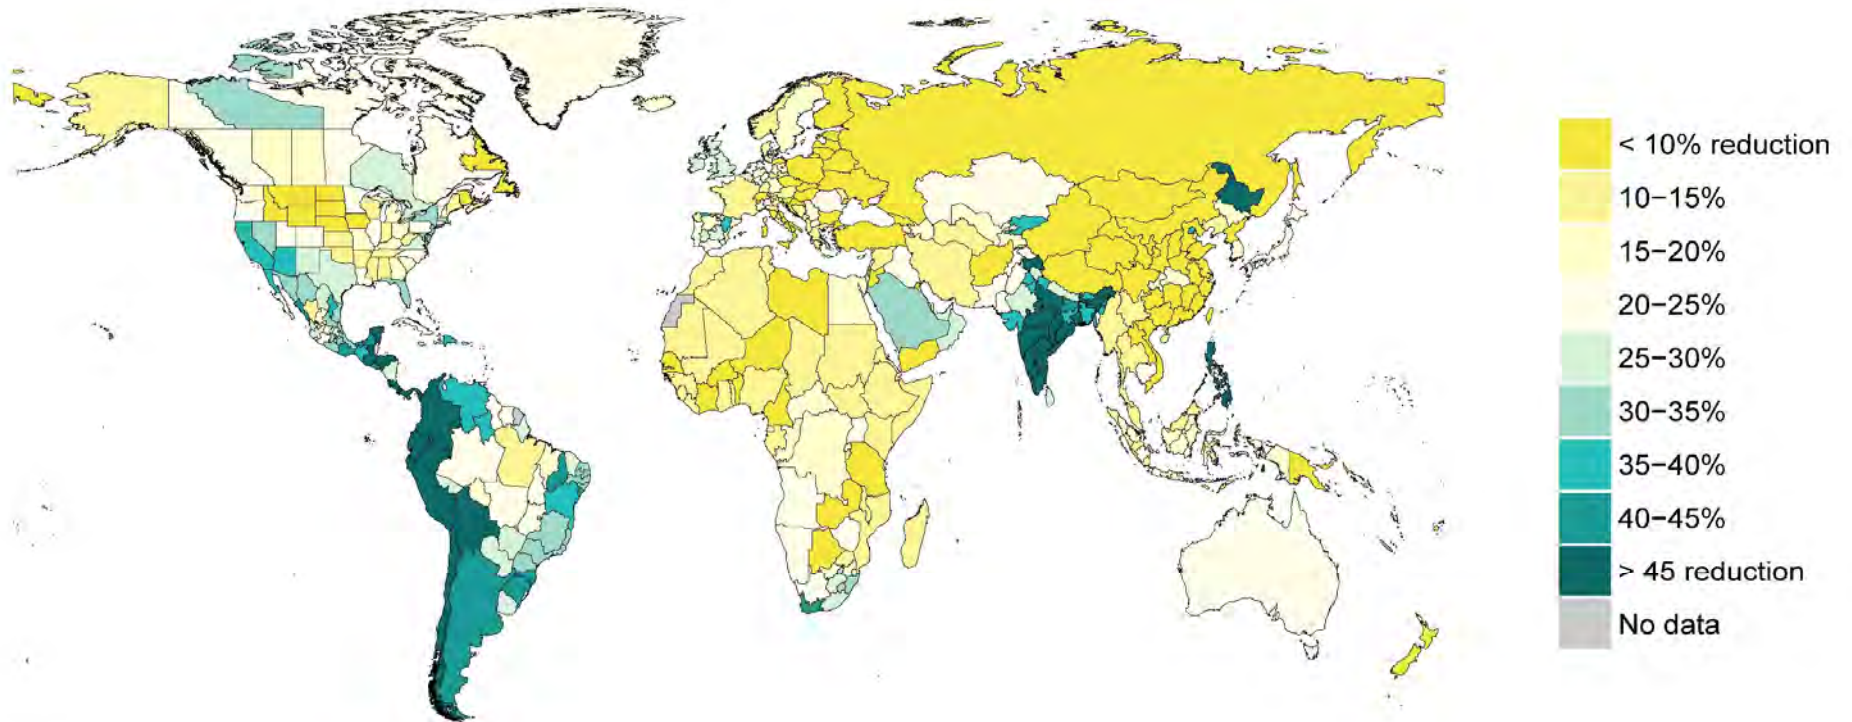 < 10% reduction
10−15%
15−20%
20−25%
25−30%
30−35%
35−40%
40−45%
> 45 reduction
No data